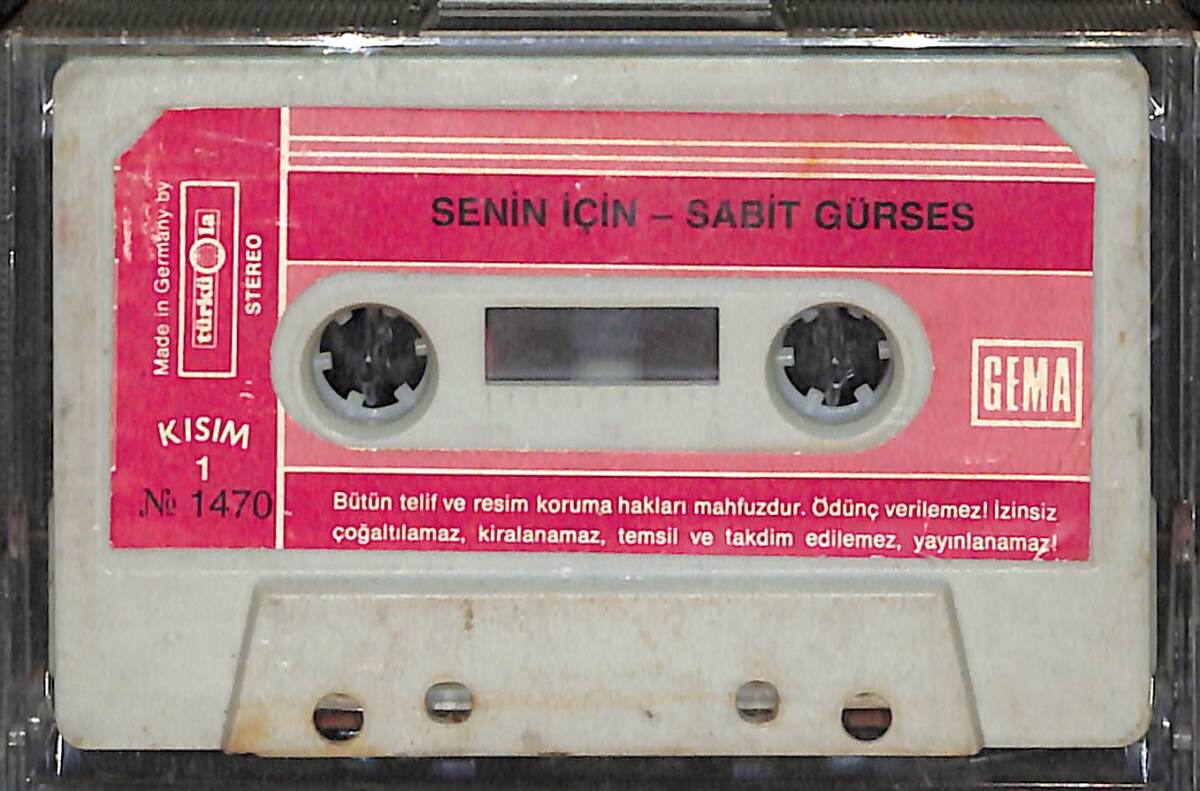 SENİN İÇİN – SABİT GÜRSES
Made in Germany by
türküola
STEREO
KISIM
1
№ 1470
GEMA
Bütün telif ve resim koruma hakları mahfuzdur. Ödünç verilemez! İzinsiz
çoğaltılamaz, kiralanamaz, temsil ve takdim edilemez, yayınlanamaz!